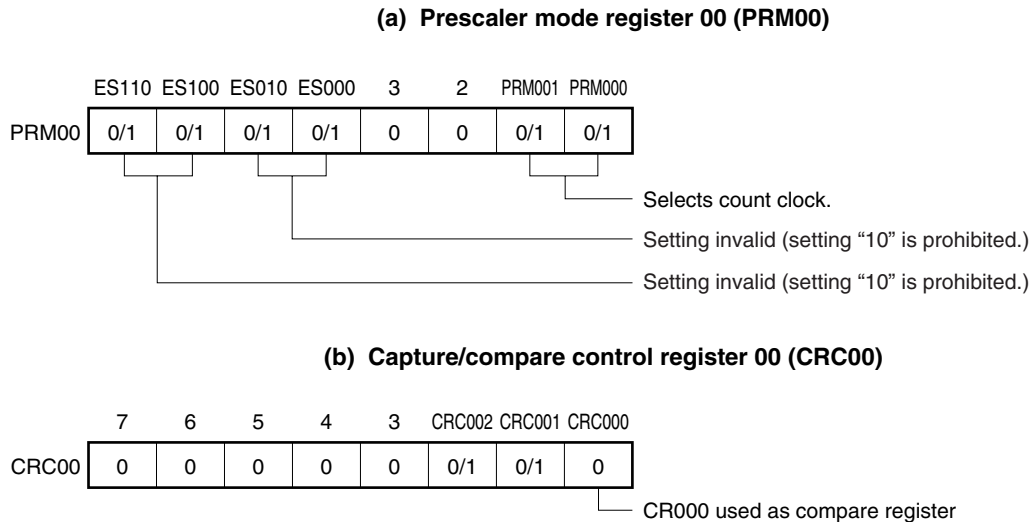 (a) Prescaler mode register 00 (PRM00)
ES110 ES100 ES010 ES000 3 2 PRM001 PRM000
PRM00 0/1 0/1 0/1 0/1 0 0 0/1 0/1
Selects count clock.
Setting invalid (setting “10” is prohibited.)
Setting invalid (setting “10” is prohibited.)
(b) Capture/compare control register 00 (CRC00)
7 6 5 4 3 CRC002 CRC001 CRC000
CRC00 0 0 0 0 0 0/1 0/1 0
CR000 used as compare register